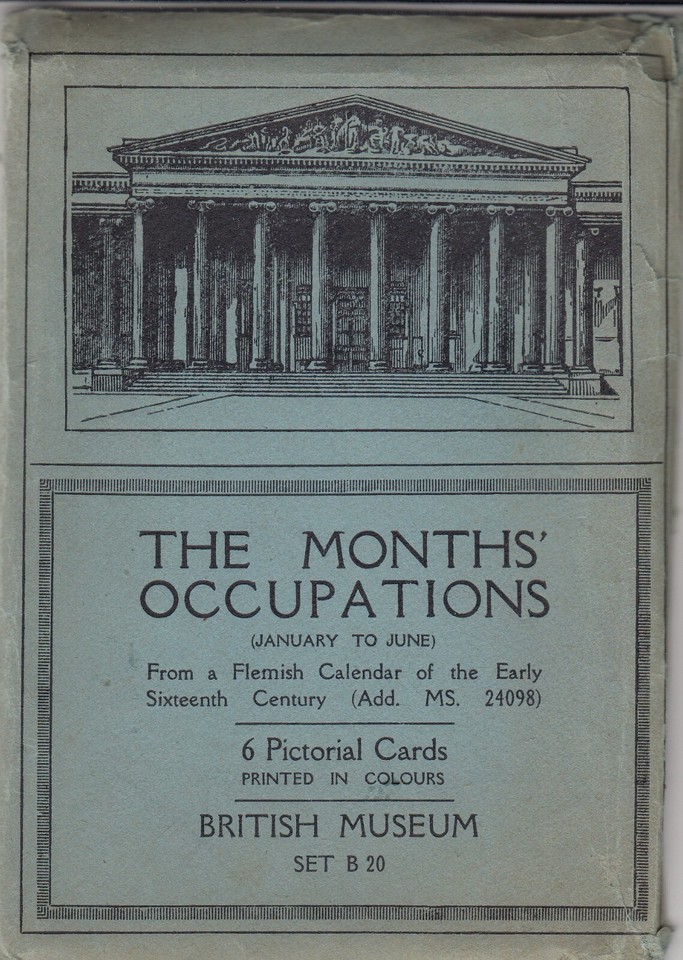 THE MONTHS'
OCCUPATIONS
(JANUARY TO JUNE)
From a Flemish Calendar of the Early
Sixteenth Century (Add. MS. 24098)
6 Pictorial Cards
PRINTED IN COLOURS
BRITISH MUSEUM
SET B 20